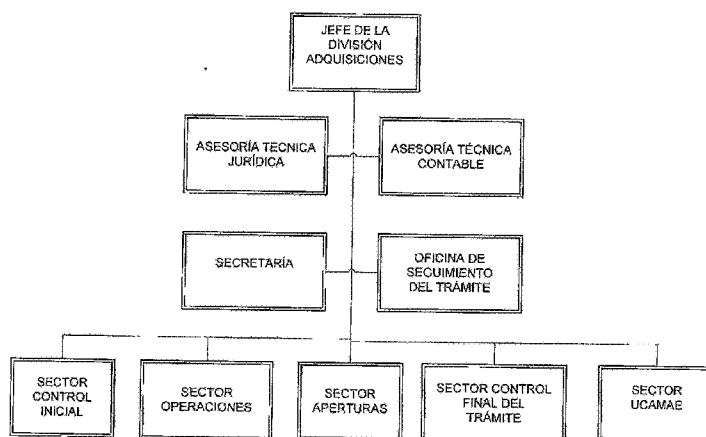 JEFE DE LA
DIVISIÓN
ADQUISICIONES
ASESORÍA TECNICA
JURÍDICA
ASESORÍA TÉCNICA
CONTABLE
SECRETARÍA
OFICINA DE
SEGUIMIENTO
DEL TRÁMITE
SECTOR
CONTROL
INICIAL
SECTOR
OPERACIONES
SECTOR
APERTURAS
SECTOR CONTROL
FINAL DEL
TRÁMITE
SECTOR
UCAMAE